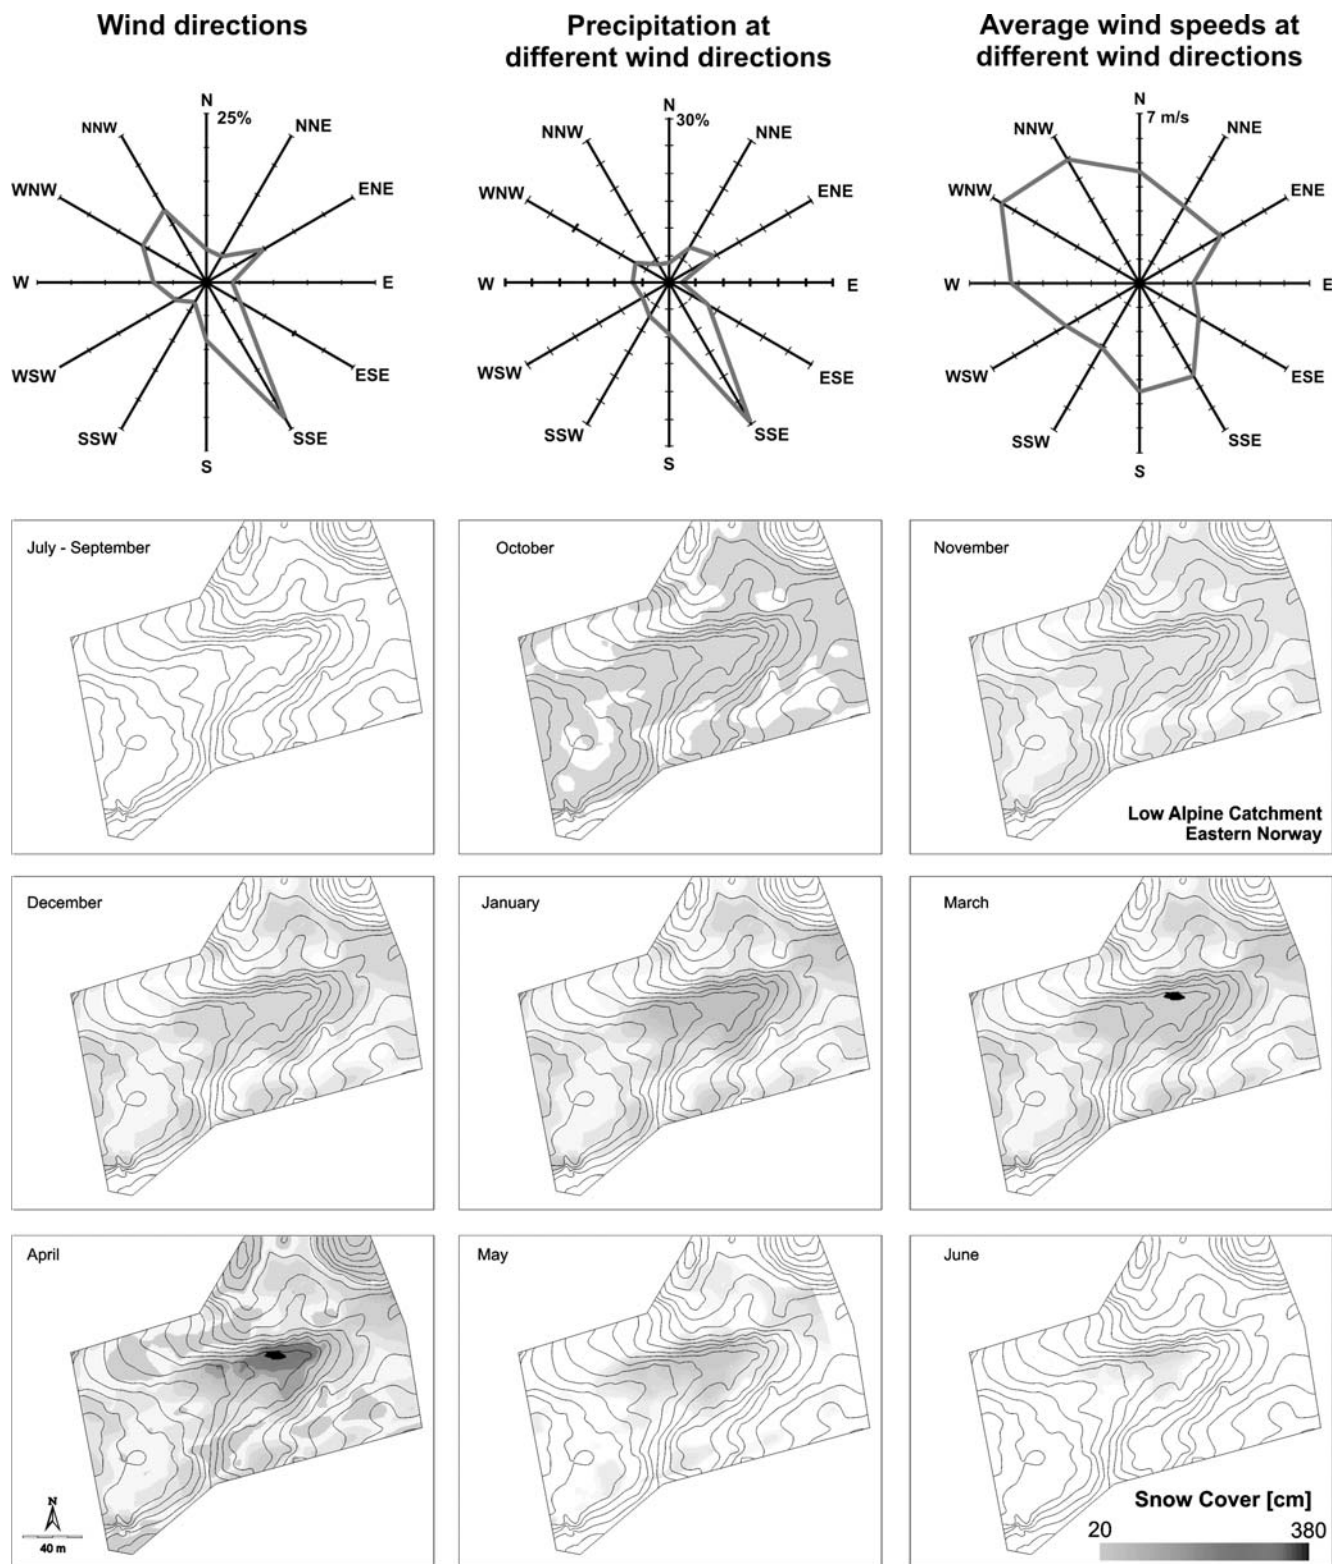 Wind directions
Precipitation at
different wind directions
Average wind speeds at
different wind directions
N
25%
NNW
NNE
WNW
ENE
W
E
WSW
ESE
SSW
SSE
S
N
30%
NNW
NNE
WNW
ENE
W
E
WSW
ESE
SSW
SSE
S
N
7 m/s
NNW
NNE
WNW
ENE
W
E
WSW
ESE
SSW
SSE
S
July - September
October
November
Low Alpine Catchment
Eastern Norway
December
January
March
April
May
June
N
40 m
Snow Cover [cm]
20
380